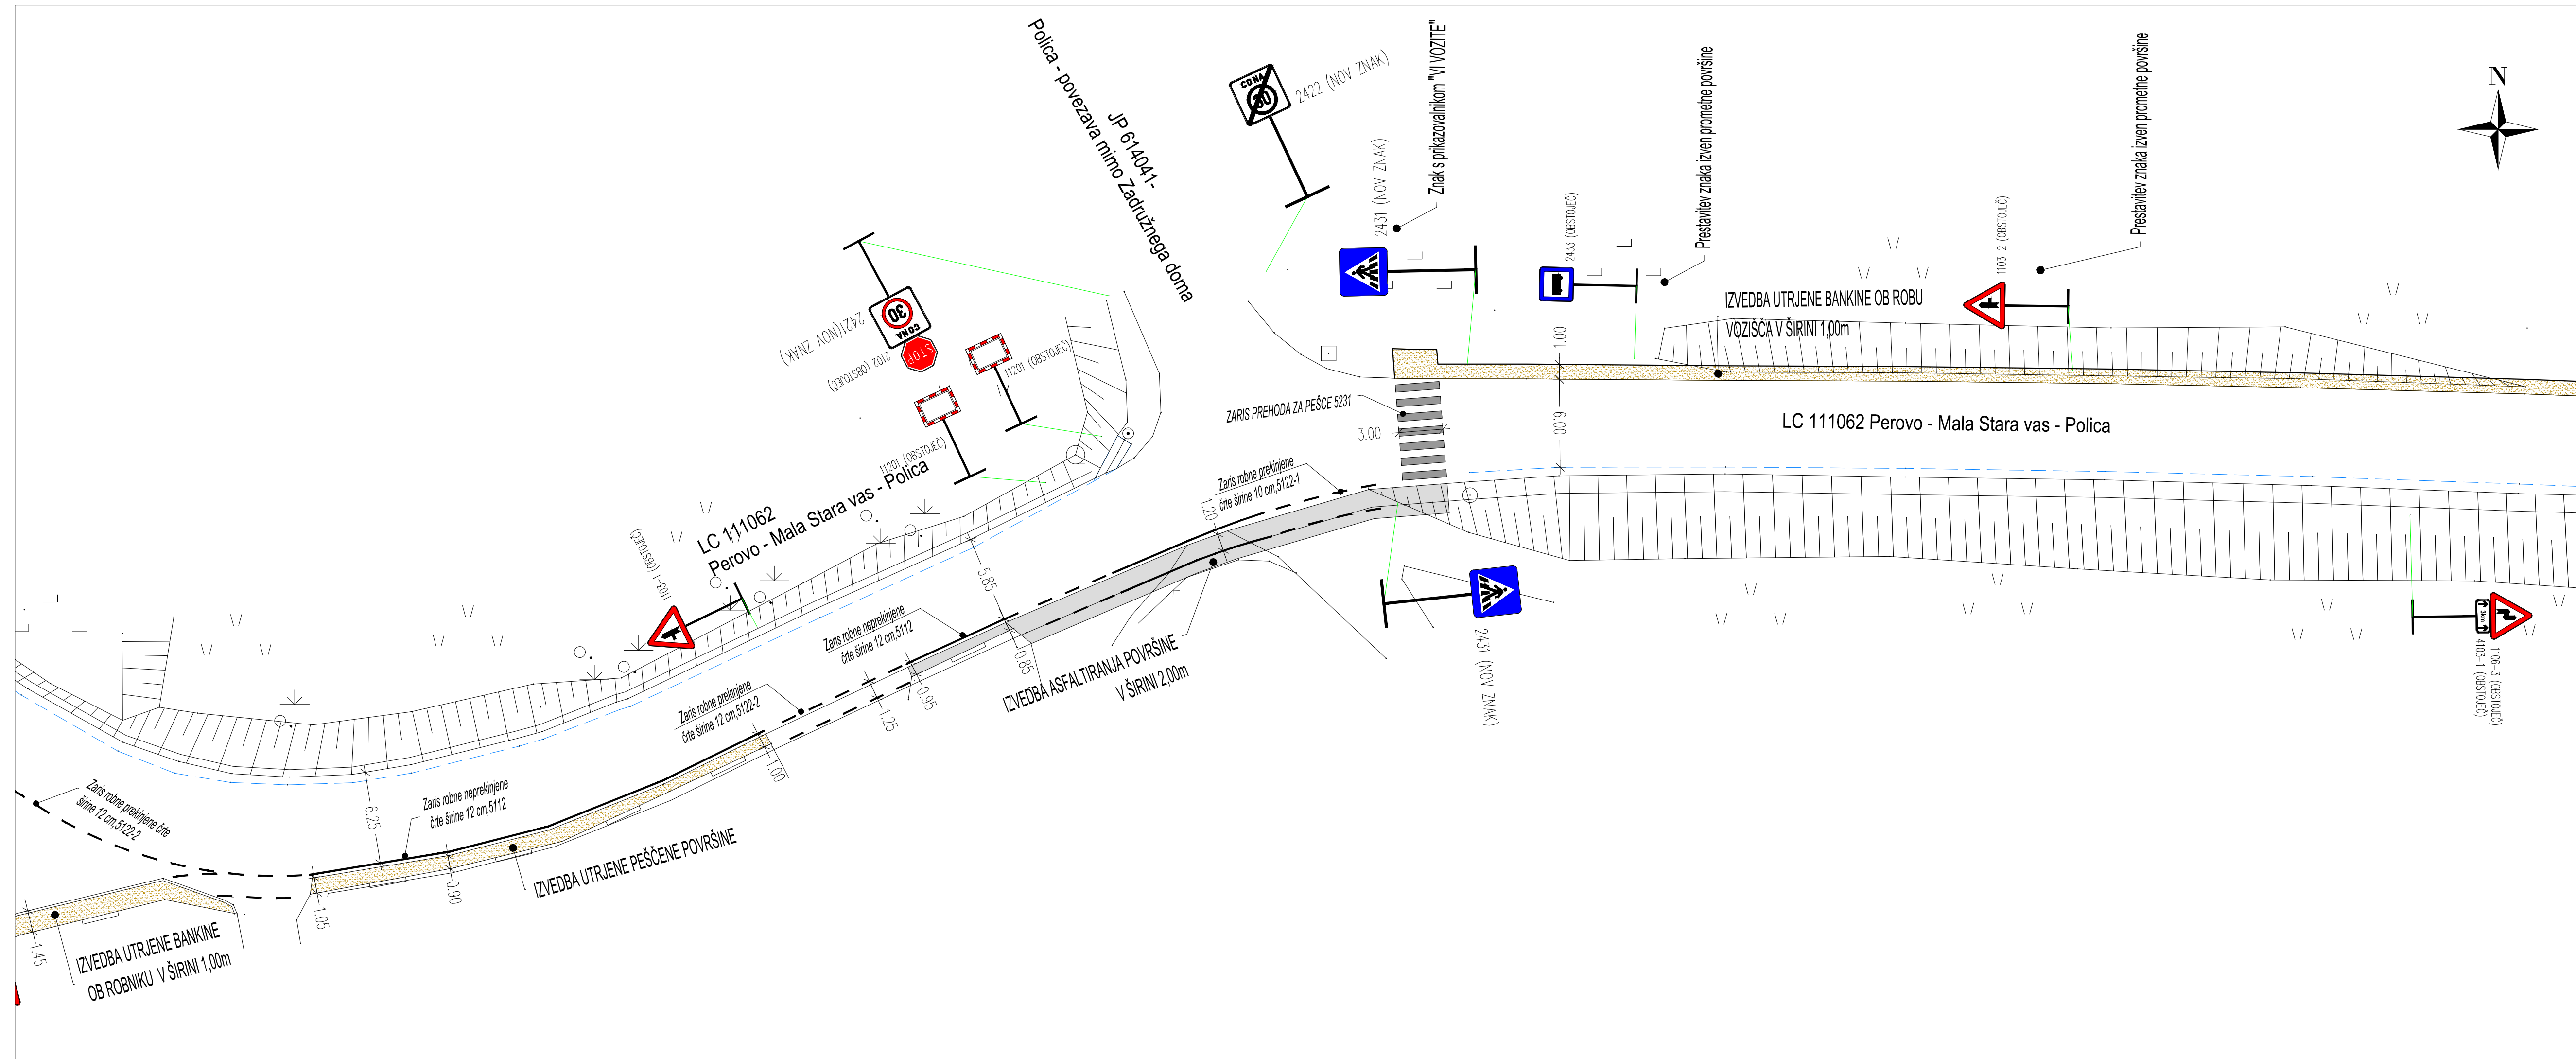 Polica - povezava mimo Zadružnega doma
JP 614041-
CONA
30
2422 (NOV ZNAK)
2431 (NOV ZNAK)
Znak s prikazovalnikom "VI VOZITE"
2433 (OBSTOJEČ)
Prestavitev znaka izven prometne površine
1103-2 (OBSTOJEČ)
Prestavitev znaka izven prometne površine
N
CONA
30
2421(NOV ZNAK)
STOP
2102 (OBSTOJEČ)
11201 (OBSTOJEČ)
11201 (OBSTOJEČ)
IZVEDBA UTRJENE BANKINE OB ROBU
VOZIŠČA V ŠIRINI 1,00m
1.00
6.00
ZARIS PREHODA ZA PEŠCE 5231
3.00
LC 111062 Perovo - Mala Stara vas - Polica
LC 111062
Perovo - Mala Stara vas - Polica
1103-1 (OBSTOJEČ)
Zaris robne prekinjene
črte širine 10 cm,5122-1
1.20
5.85
0.85
Zaris robne neprekinjene
črte širine 12 cm,5112
0.95
1.25
IZVEDBA ASFALTIRANJA POVRŠINE
V ŠIRINI 2,00m
2431 (NOV ZNAK)
3km
1106-3 (OBSTOJEČ)
4103-1 (OBSTOJEČ)
Zaris robne prekinjene
črte širine 12 cm,5122-2
1.00
Zaris robne prekinjene črte
širine 12 cm,5122-2
6.25
Zaris robne neprekinjene
črte širine 12 cm,5112
0.90
1.05
IZVEDBA UTRJENE PEŠČENE POVRŠINE
1.45
IZVEDBA UTRJENE BANKINE
OB ROBNIKU V ŠIRINI 1,00m